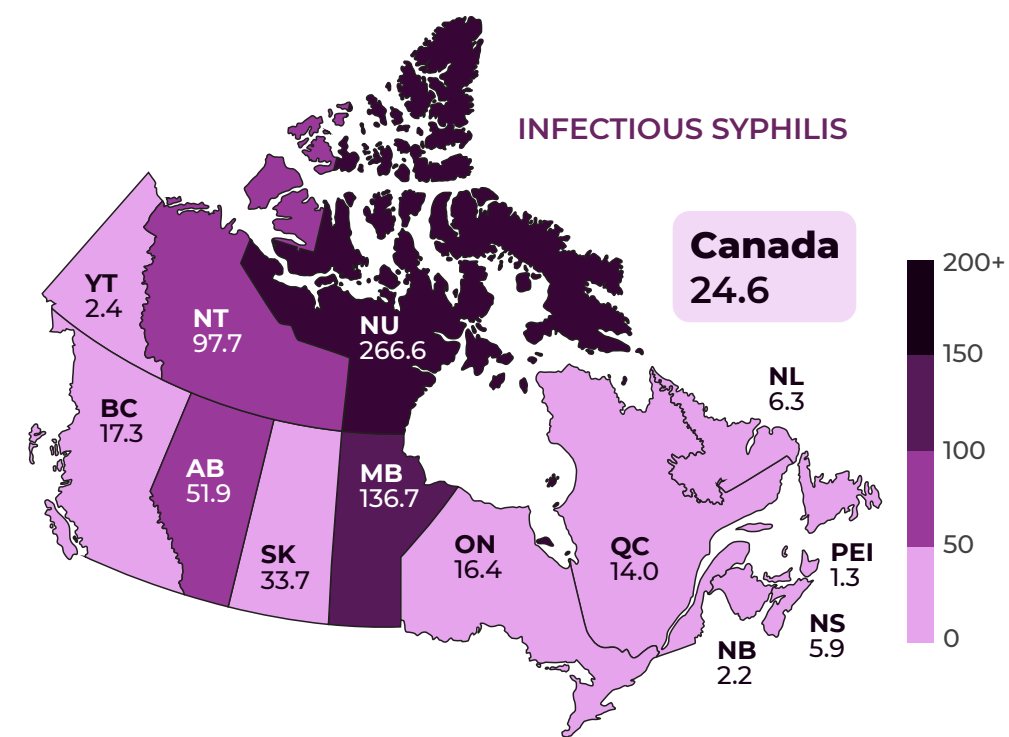 INFECTIOUS SYPHILIS
Canada
24.6
200+
150
100
50
0
YT
2.4
NT
97.7
NU
266.6
BC
17.3
AB
51.9
SK
33.7
MB
136.7
ON
16.4
QC
14.0
NL
6.3
PEI
1.3
NS
5.9
NB
2.2